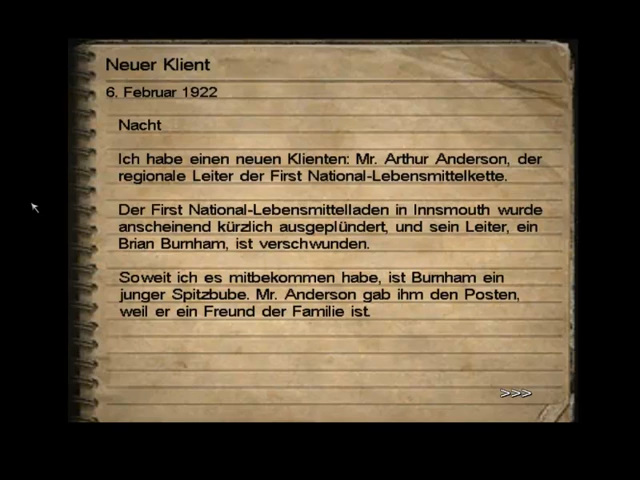 Neuer Klient
6. Februar 1922
Nacht
Ich habe einen neuen Klienten: Mr. Arthur Anderson, der
regionale Leiter der First National-Lebensmittelkette.
Der First National-Lebensmittelladen in Innsmouth wurde
anscheinend kürzlich ausgeplündert, und sein Leiter, ein
Brian Burnham, ist verschwunden.
Soweit ich es mitbekommen habe, ist Burnham ein
junger Spitzbube. Mr. Anderson gab ihm den Posten,
weil er ein Freund der Familie ist.
>>>